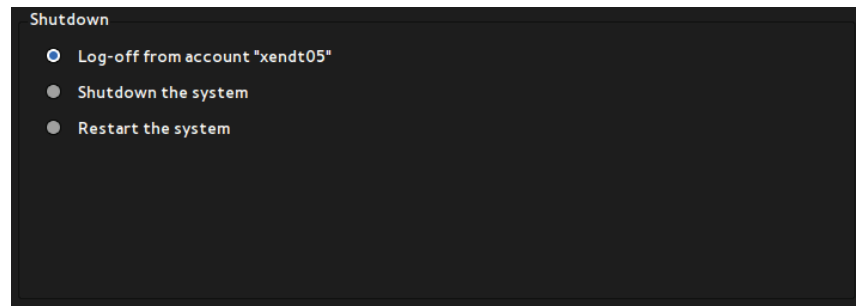 Shutdown
Log-off from account "xendt05"
Shutdown the system
Restart the system